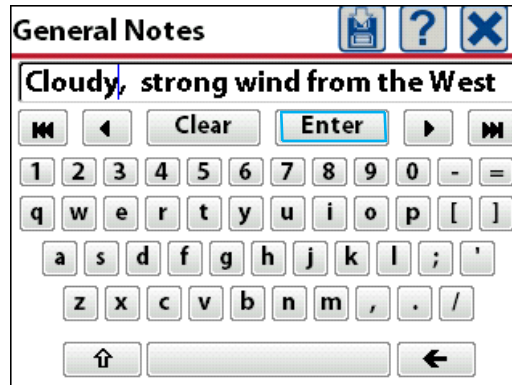 General Notes ?
Cloudy, strong wind from the West
Clear Enter
1 2 3 4 5 6 7 8 9 0 - =
q w e r t y u i o p [ ]
a s d f g h j k l ; '
z x c v b n m , . /